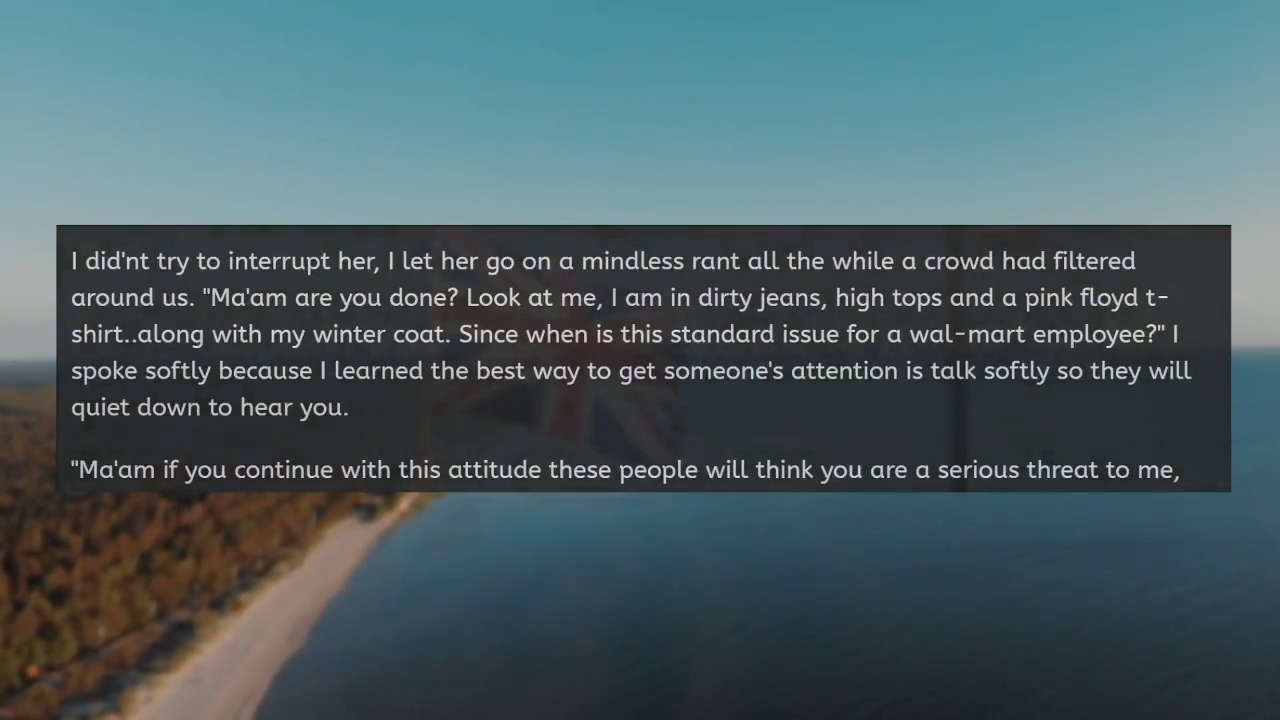 I did'nt try to interrupt her, I let her go on a mindless rant all the while a crowd had filtered
around us. "Ma'am are you done? Look at me, I am in dirty jeans, high tops and a pink floyd t-
shirt..along with my winter coat. Since when is this standard issue for a wal-mart employee?" I
spoke softly because I learned the best way to get someone's attention is talk softly so they will
quiet down to hear you.
"Ma'am if you continue with this attitude these people will think you are a serious threat to me,